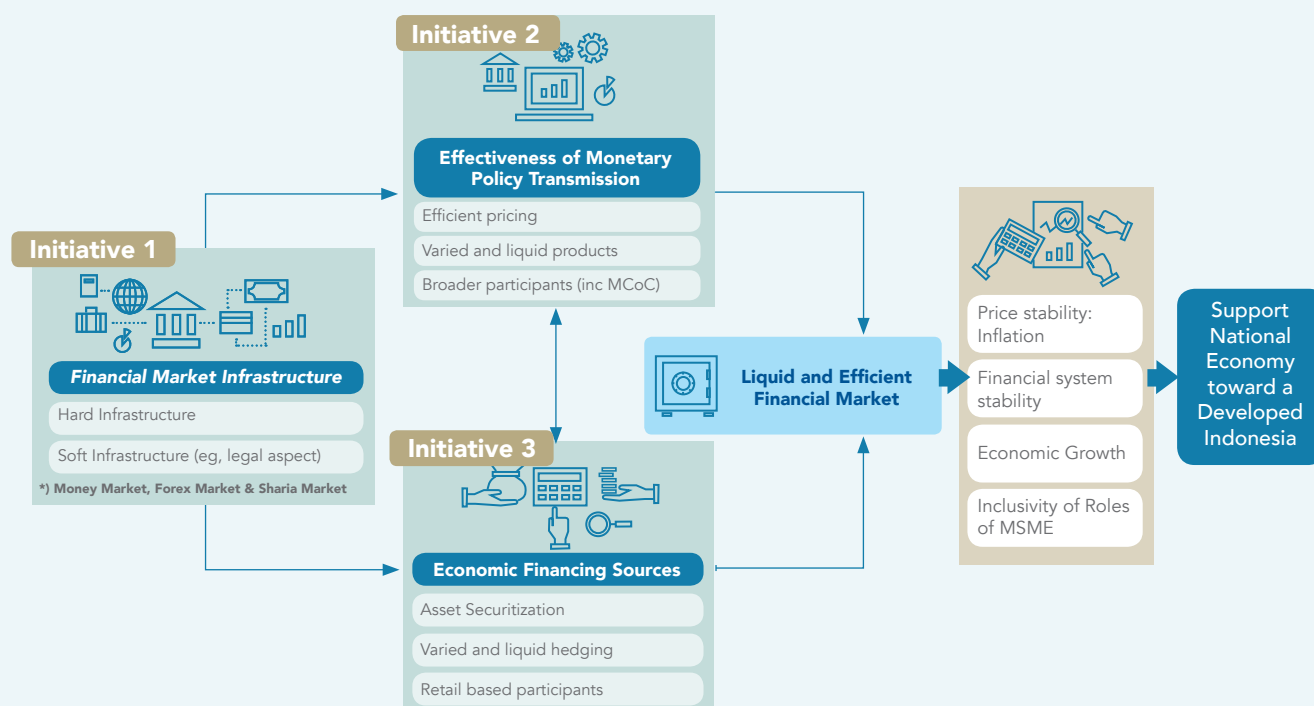 Initiative 1
Financial Market Infrastructure
Hard Infrastructure
Soft Infrastructure (eg, legal aspect)
*) Money Market, Forex Market & Sharia Market
Initiative 2
Effectiveness of Monetary
Policy Transmission
Efficient pricing
Varied and liquid products
Broader participants (inc MCoC)
Initiative 3
Economic Financing Sources
Asset Securitization
Varied and liquid hedging
Retail based participants
Liquid and Efficient
Financial Market
Price stability:
Inflation
Financial system
stability
Economic Growth
Inclusivity of Roles
of MSME
Support
National
Economy
toward a
Developed
Indonesia